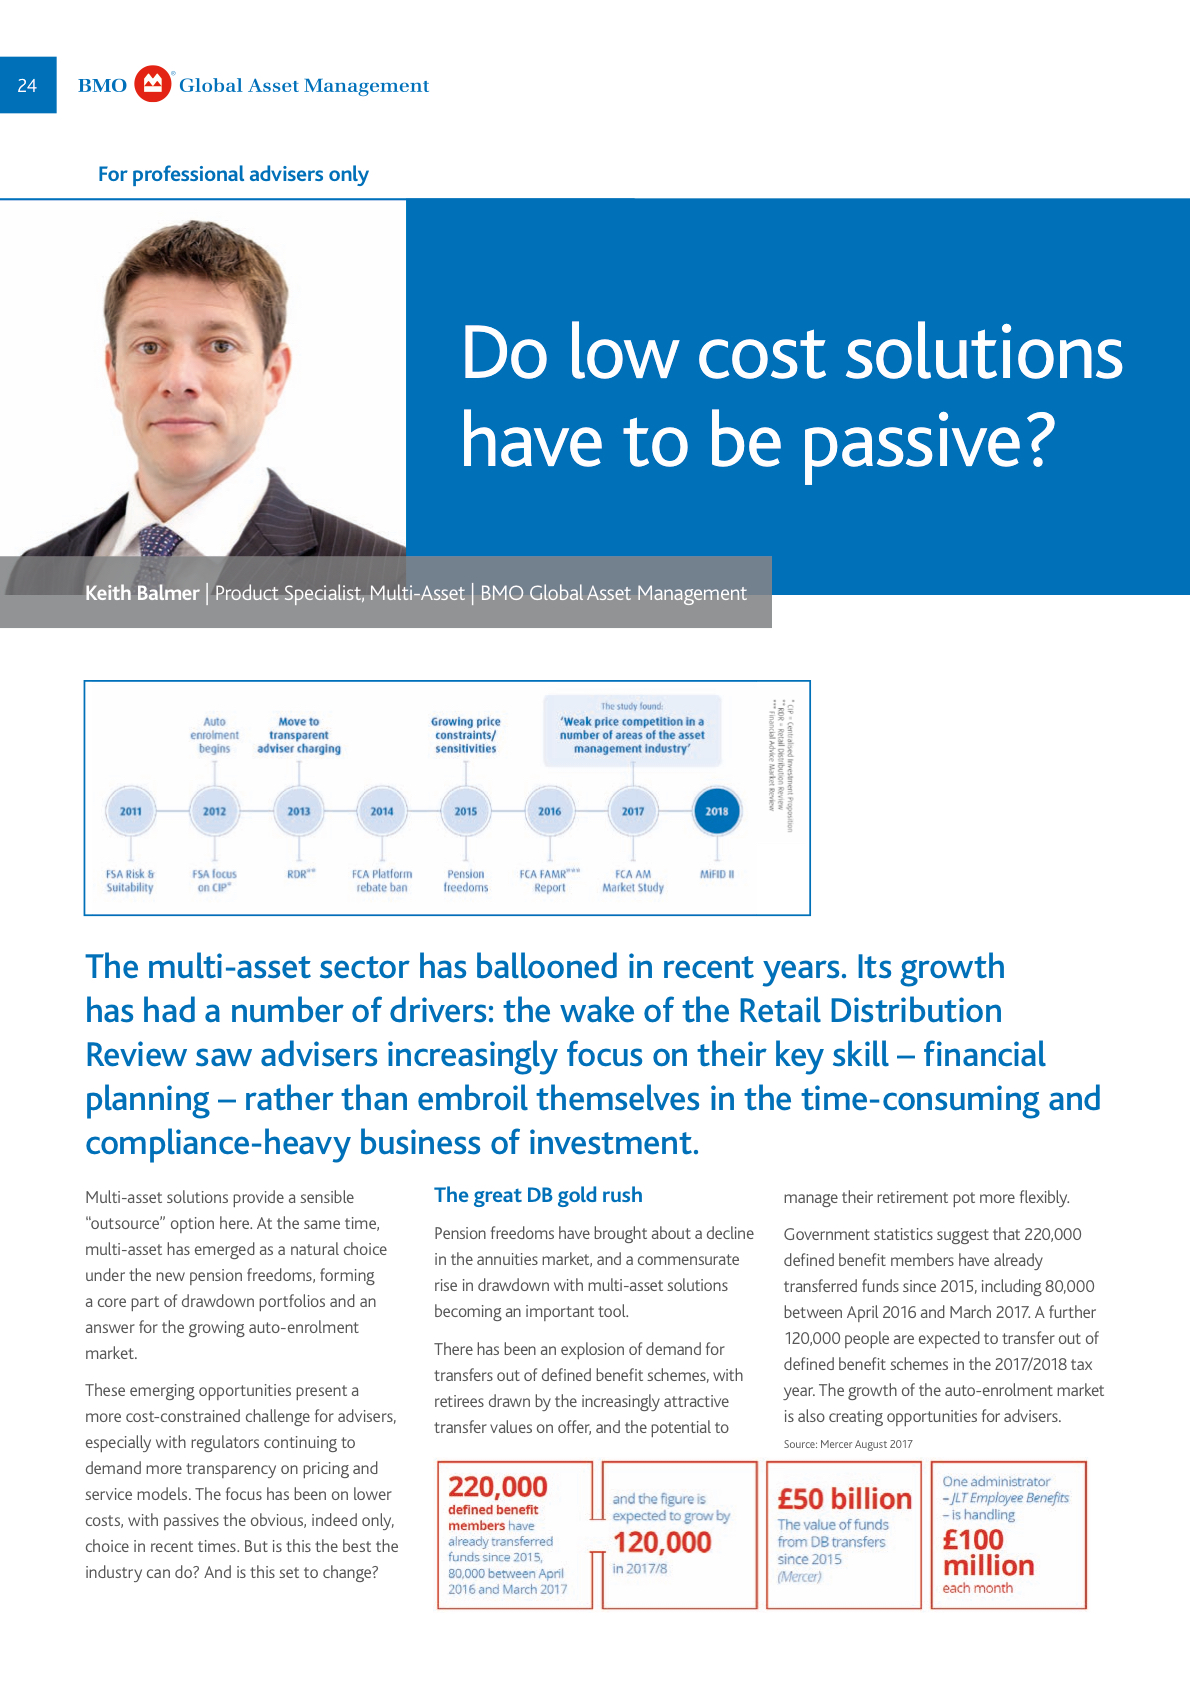 24
BMO Global Asset Management
For professional advisers only
Do low cost solutions
have to be passive?
Keith Balmer | Product Specialist, Multi-Asset | BMO Global Asset Management
Auto
enrolment
begins
Move to
transparent
adviser charging
Growing price
constraints/
sensitivities
The study found:
'Weak price competition in a
number of areas of the asset
management industry'
2011
2012
2013
2014
2015
2016
2017
2018
FSA Risk &
Suitability
FSA focus
on CIP*
RDR**
FCA Platform
rebate ban
Pension
freedoms
FCA FAMR***
Report
FCA AM
Market Study
MiFID II
* CIP = Centralised Investment Proposition
** RDR = Retail Distribution Review
*** Financial Advice Market Review
The multi-asset sector has ballooned in recent years. Its growth
has had a number of drivers: the wake of the Retail Distribution
Review saw advisers increasingly focus on their key skill – financial
planning – rather than embroil themselves in the time-consuming and
compliance-heavy business of investment.
Multi-asset solutions provide a sensible
“outsource” option here. At the same time,
multi-asset has emerged as a natural choice
under the new pension freedoms, forming
a core part of drawdown portfolios and an
answer for the growing auto-enrolment
market.
These emerging opportunities present a
more cost-constrained challenge for advisers,
especially with regulators continuing to
demand more transparency on pricing and
service models. The focus has been on lower
costs, with passives the obvious, indeed only,
choice in recent times. But is this the best the
industry can do? And is this set to change?
The great DB gold rush
Pension freedoms have brought about a decline
in the annuities market, and a commensurate
rise in drawdown with multi-asset solutions
becoming an important tool.
There has been an explosion of demand for
transfers out of defined benefit schemes, with
retirees drawn by the increasingly attractive
transfer values on offer, and the potential to
manage their retirement pot more flexibly.
Government statistics suggest that 220,000
defined benefit members have already
transferred funds since 2015, including 80,000
between April 2016 and March 2017. A further
120,000 people are expected to transfer out of
defined benefit schemes in the 2017/2018 tax
year. The growth of the auto-enrolment market
is also creating opportunities for advisers.
Source: Mercer August 2017
220,000
defined benefit
members have
already transferred
funds since 2015,
80,000 between April
2016 and March 2017
and the figure is
expected to grow by
120,000
in 2017/8
£50 billion
The value of funds
from DB transfers
since 2015
(Mercer)
One administrator
– JLT Employee Benefits
– is handling
£100
million
each month